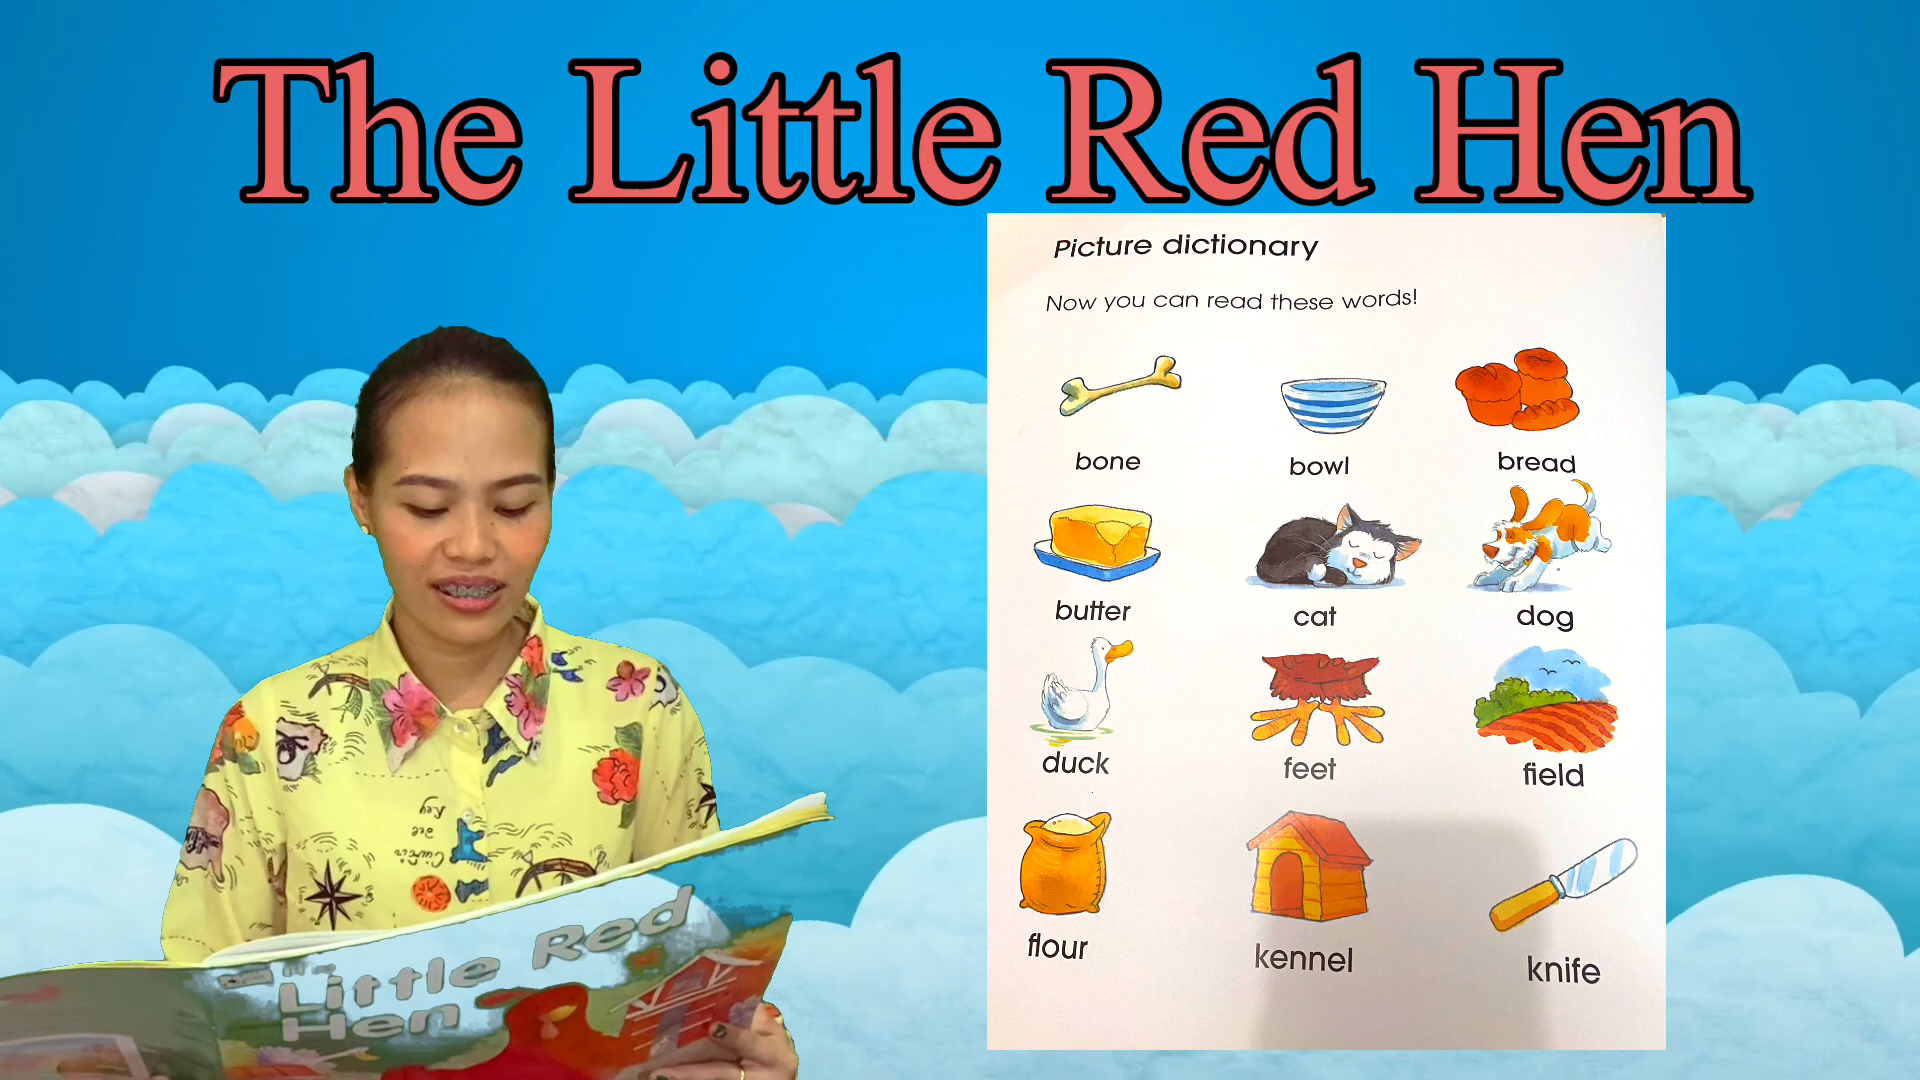 The Little Red Hen
Picture dictionary
Now you can read these words!
bone
bowl
bread
butter
cat
dog
duck
feet
field
flour
kennel
knife
Little Red
Hen